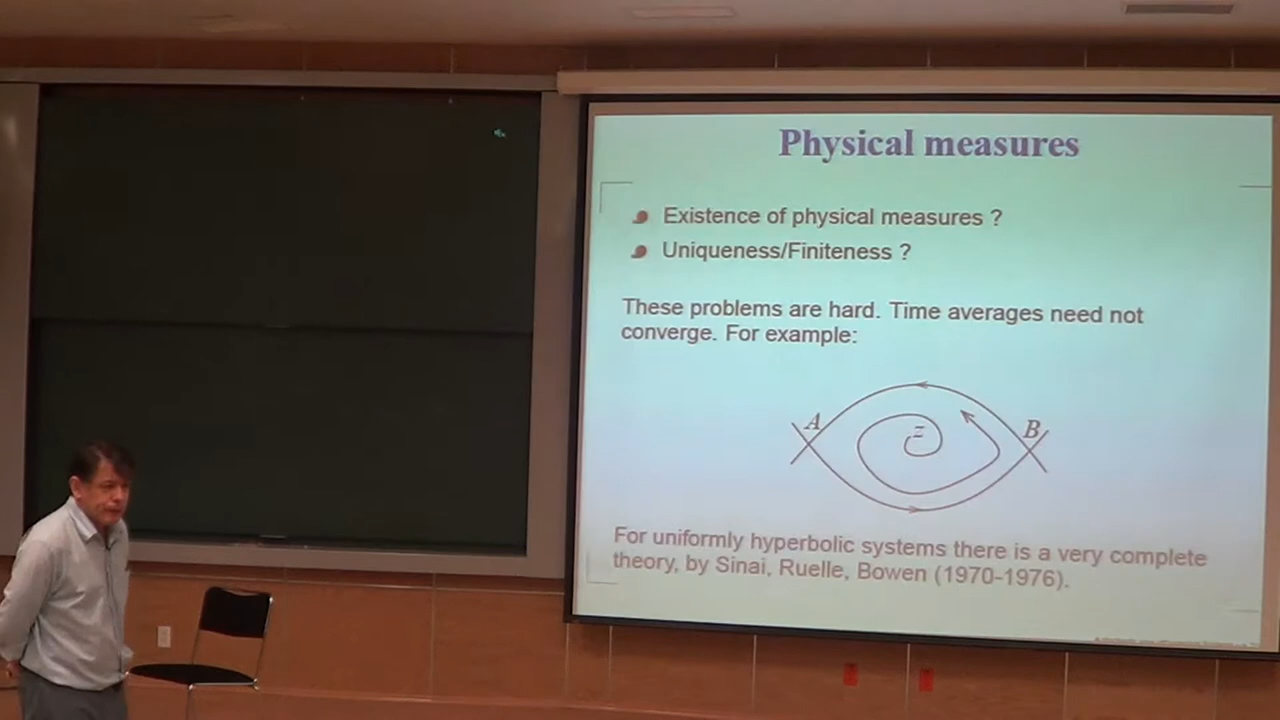 Physical measures
Existence of physical measures ?
Uniqueness/Finiteness ?
These problems are hard. Time averages need not
converge. For example:
A
z
B
For uniformly hyperbolic systems there is a very complete
theory, by Sinai, Ruelle, Bowen (1970-1976).